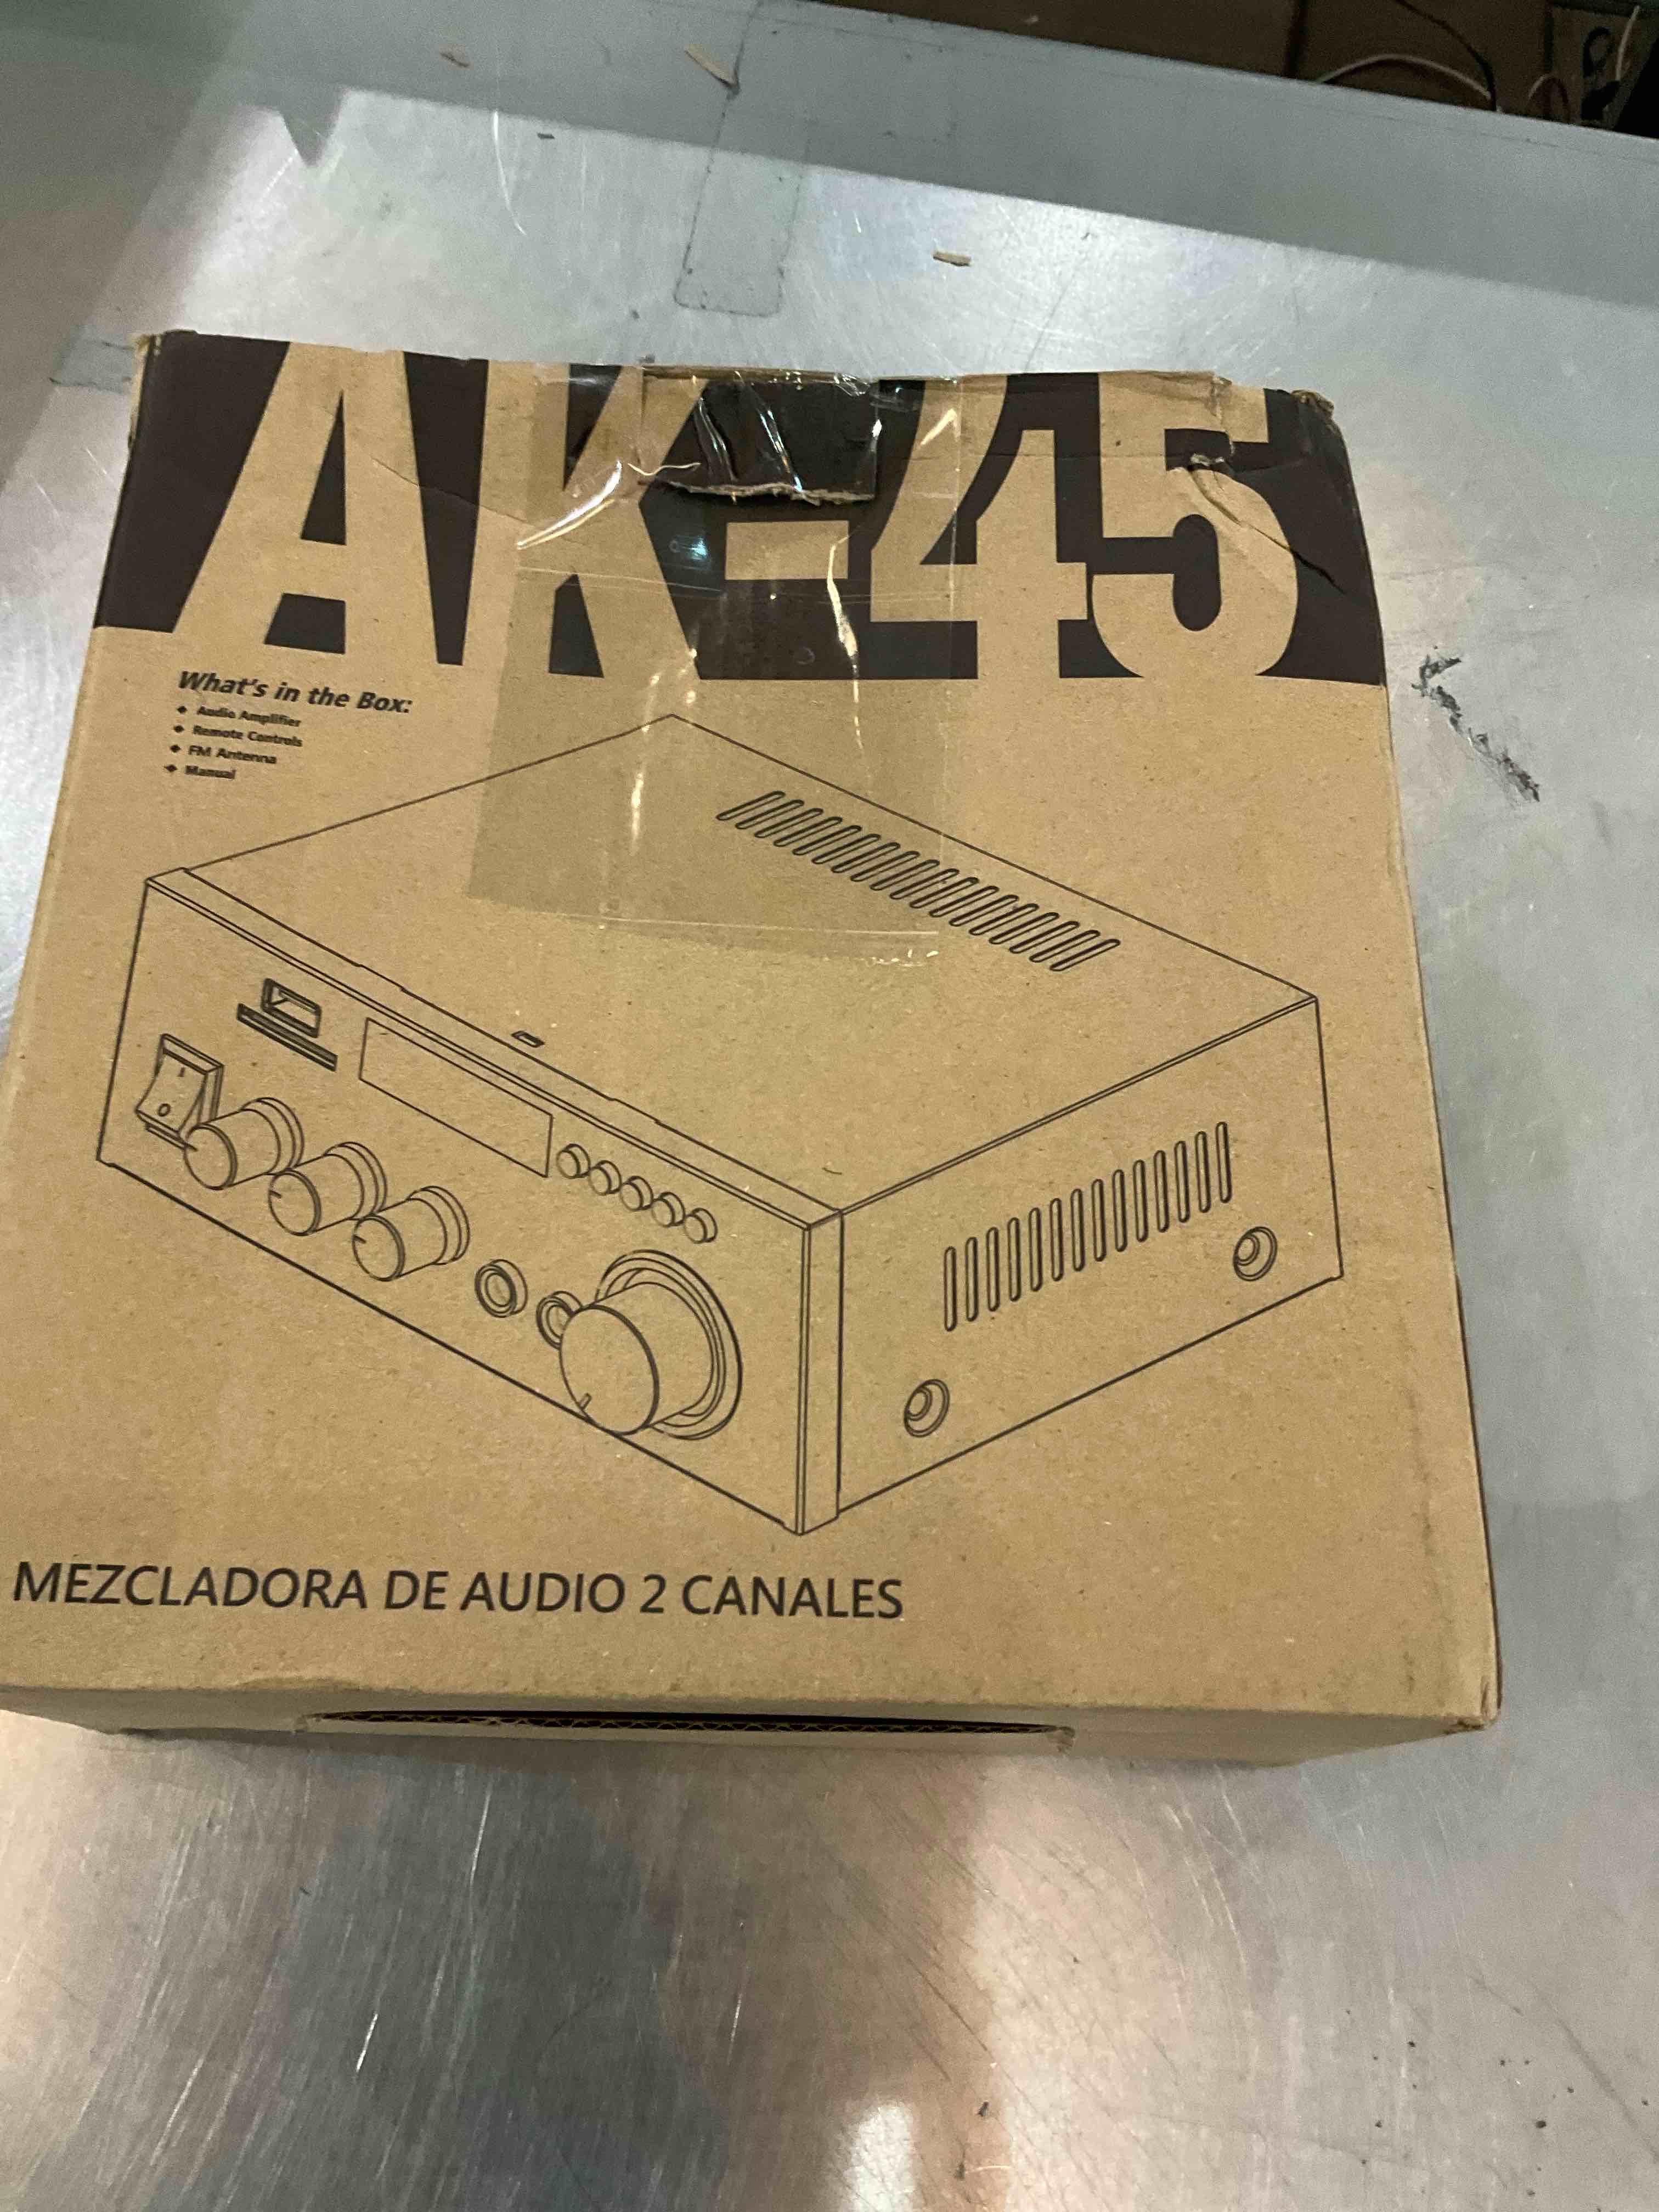 AK-45
What's in the Box:
◆ Audio Amplifier
◆ Remote Controls
◆ FM Antenna
◆ Manual
I
O
MEZCLADORA DE AUDIO 2 CANALES